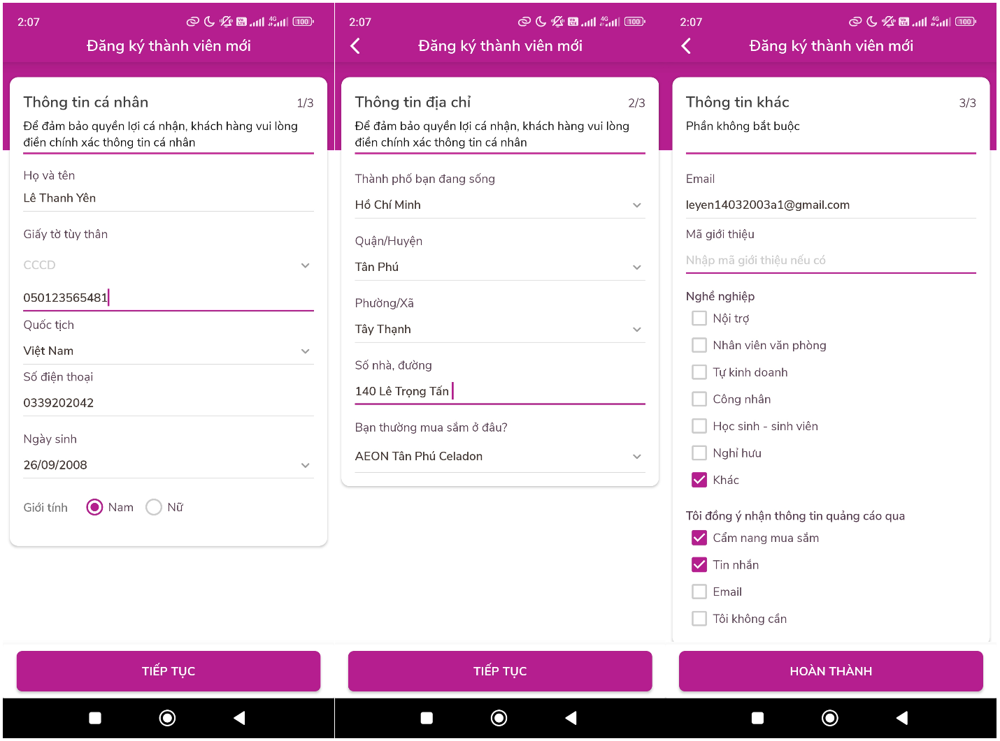 2:07
VoLTE
4G
100
Đăng ký thành viên mới
Thông tin cá nhân
1/3
Để đảm bảo quyền lợi cá nhận, khách hàng vui lòng
điền chính xác thông tin cá nhân
Họ và tên
Lê Thanh Yên
Giấy tờ tùy thân
CCCD
050123565481
Quốc tịch
Việt Nam
Số điện thoại
0339202042
Ngày sinh
26/09/2008
Giới tính
Nam
Nữ
TIẾP TỤC
2:07
VoLTE
4G
100
Đăng ký thành viên mới
Thông tin địa chỉ
2/3
Để đảm bảo quyền lợi cá nhận, khách hàng vui lòng
điền chính xác thông tin cá nhân
Thành phố bạn đang sống
Hồ Chí Minh
Quận/Huyện
Tân Phú
Phường/Xã
Tây Thạnh
Số nhà, đường
140 Lê Trọng Tấn
Bạn thường mua sắm ở đâu?
AEON Tân Phú Celadon
TIẾP TỤC
2:07
VoLTE
4G
100
Đăng ký thành viên mới
Thông tin khác
3/3
Phần không bắt buộc
Email
leyen14032003a1@gmail.com
Mã giới thiệu
Nhập mã giới thiệu nếu có
Nghề nghiệp
Nội trợ
Nhân viên văn phòng
Tự kinh doanh
Công nhân
Học sinh - sinh viên
Nghỉ hưu
Khác
Tôi đồng ý nhận thông tin quảng cáo qua
Cẩm nang mua sắm
Tin nhắn
Email
Tôi không cần
HOÀN THÀNH